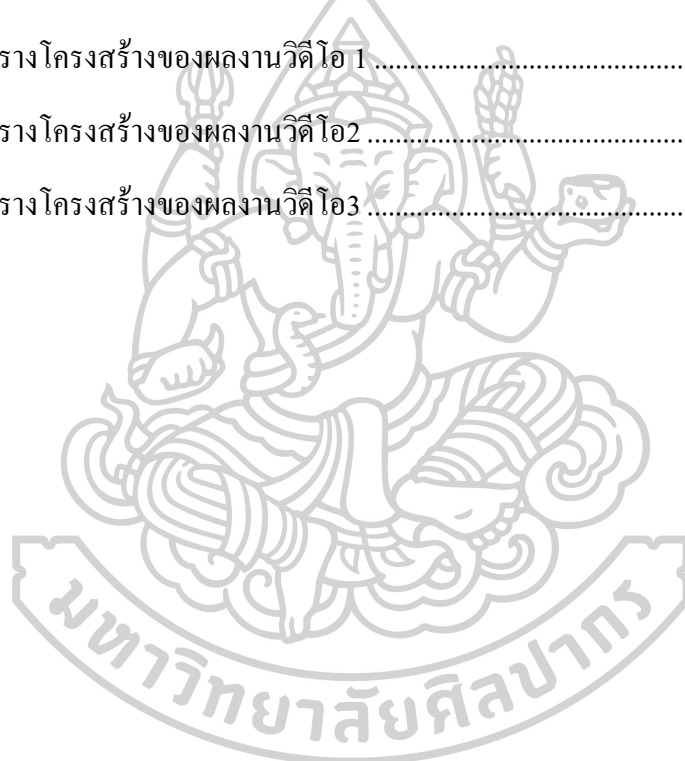 รางโครงสร้างของผลงานวิดีโอ 1 ........................................
รางโครงสร้างของผลงานวิดีโอ2 .........................................
รางโครงสร้างของผลงานวิดีโอ3 .........................................
มหาวิทยาลัยศิลปากร